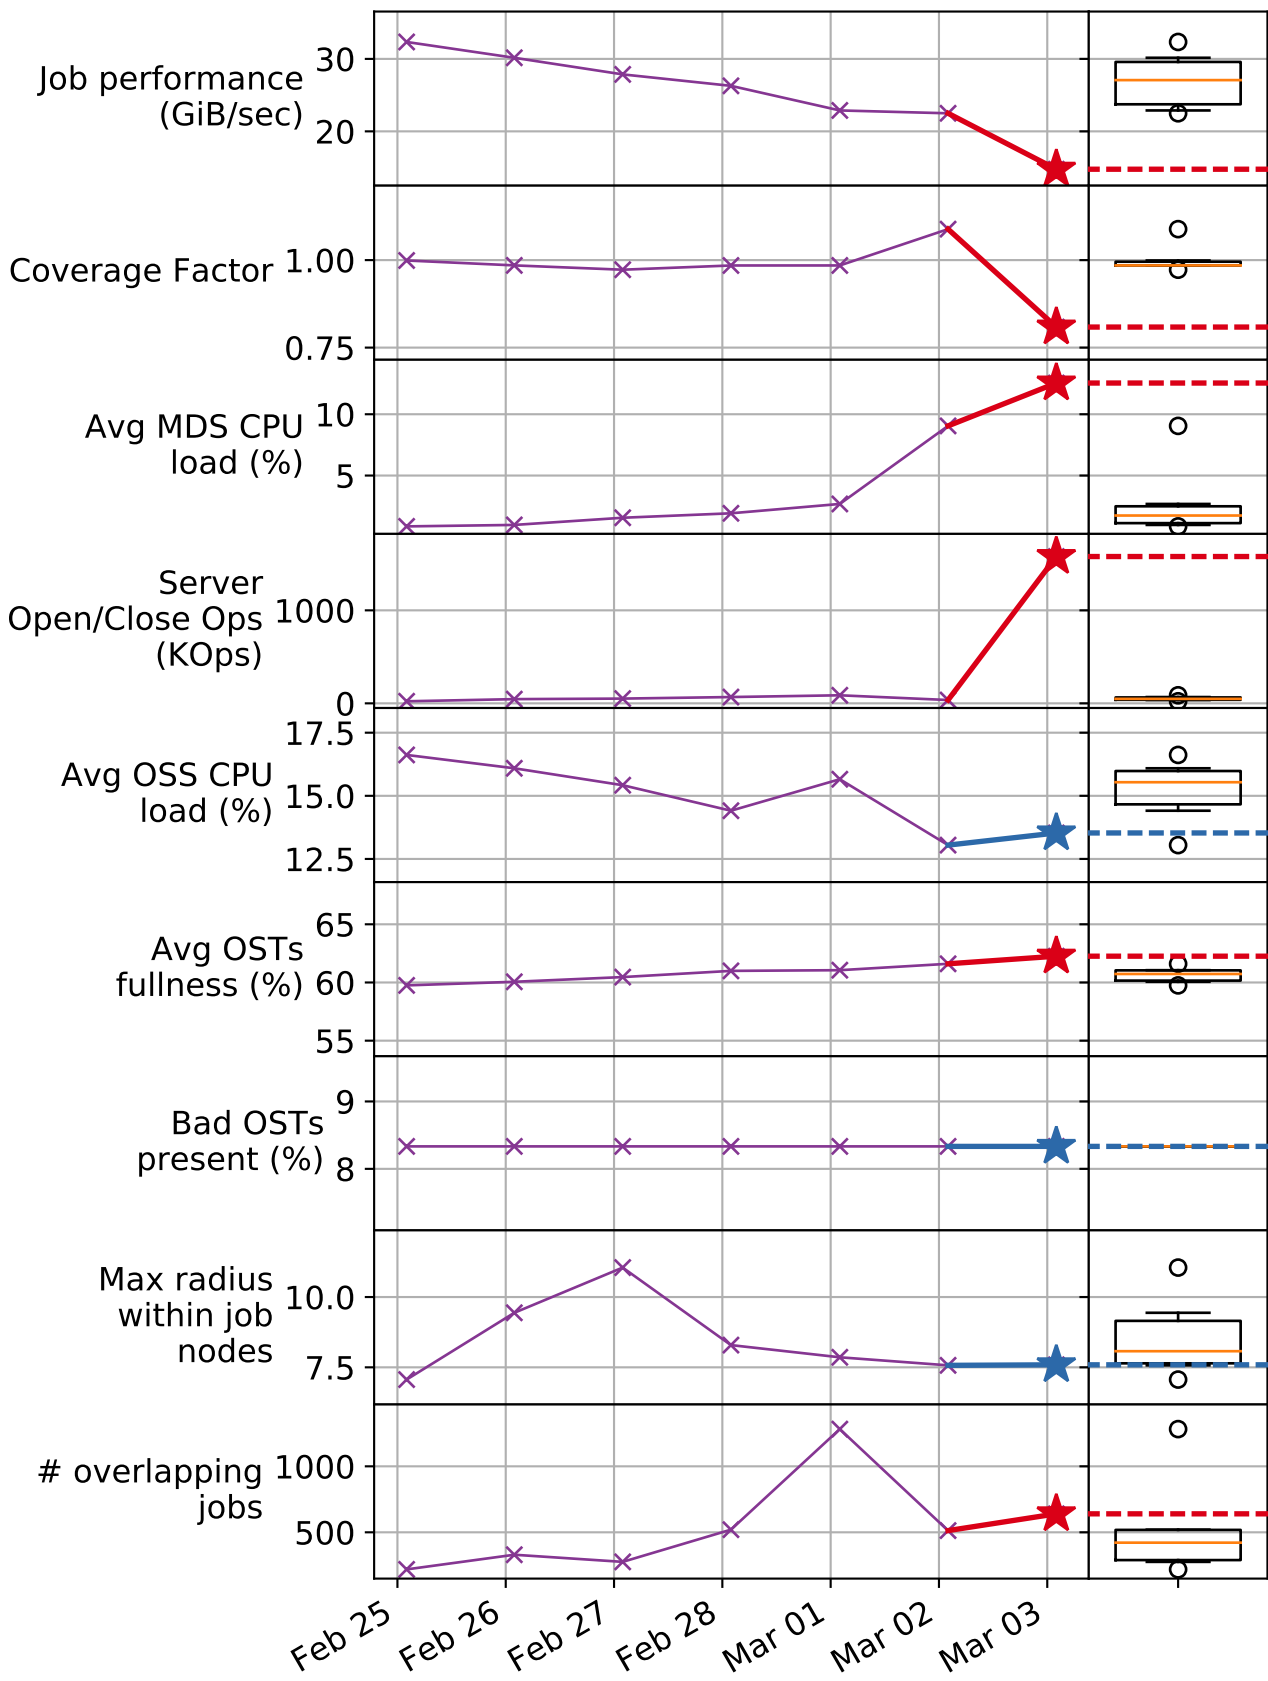 Job performance
(GiB/sec)
30
20
Coverage Factor
1.00
0.75
Avg MDS CPU
load (%)
10
5
Server
Open/Close Ops
(KOps)
1000
0
Avg OSS CPU
load (%)
17.5
15.0
12.5
Avg OSTs
fullness (%)
65
60
55
Bad OSTs
present (%)
9
8
Max radius
within job
nodes
10.0
7.5
# overlapping
jobs
1000
500
Feb 25
Feb 26
Feb 27
Feb 28
Mar 01
Mar 02
Mar 03